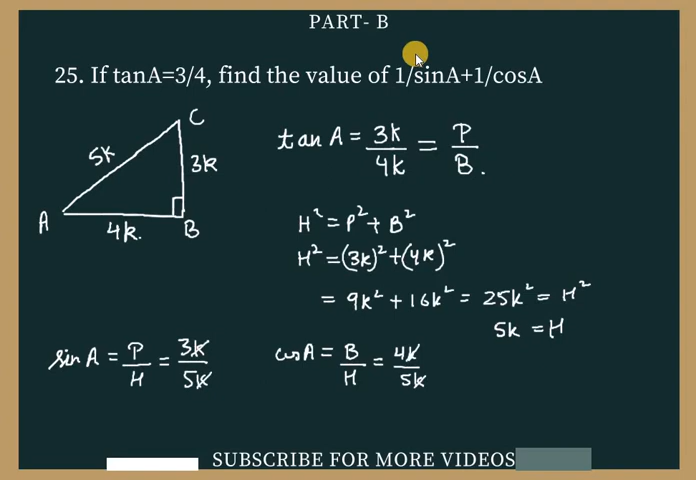 PART- B
25. If tanA=3/4, find the value of 1/sinA+1/cosA
C
5k
3k
A
4k.
B
tan A = 3k/4k = P/B.
H² = P² + B²
H² = (3k)² + (4k)²
= 9k² + 16k² = 25k² = H²
5k = H
sin A = P/H = 3k/5k
cosA = B/H = 4k/5k
SUBSCRIBE FOR MORE VIDEOS